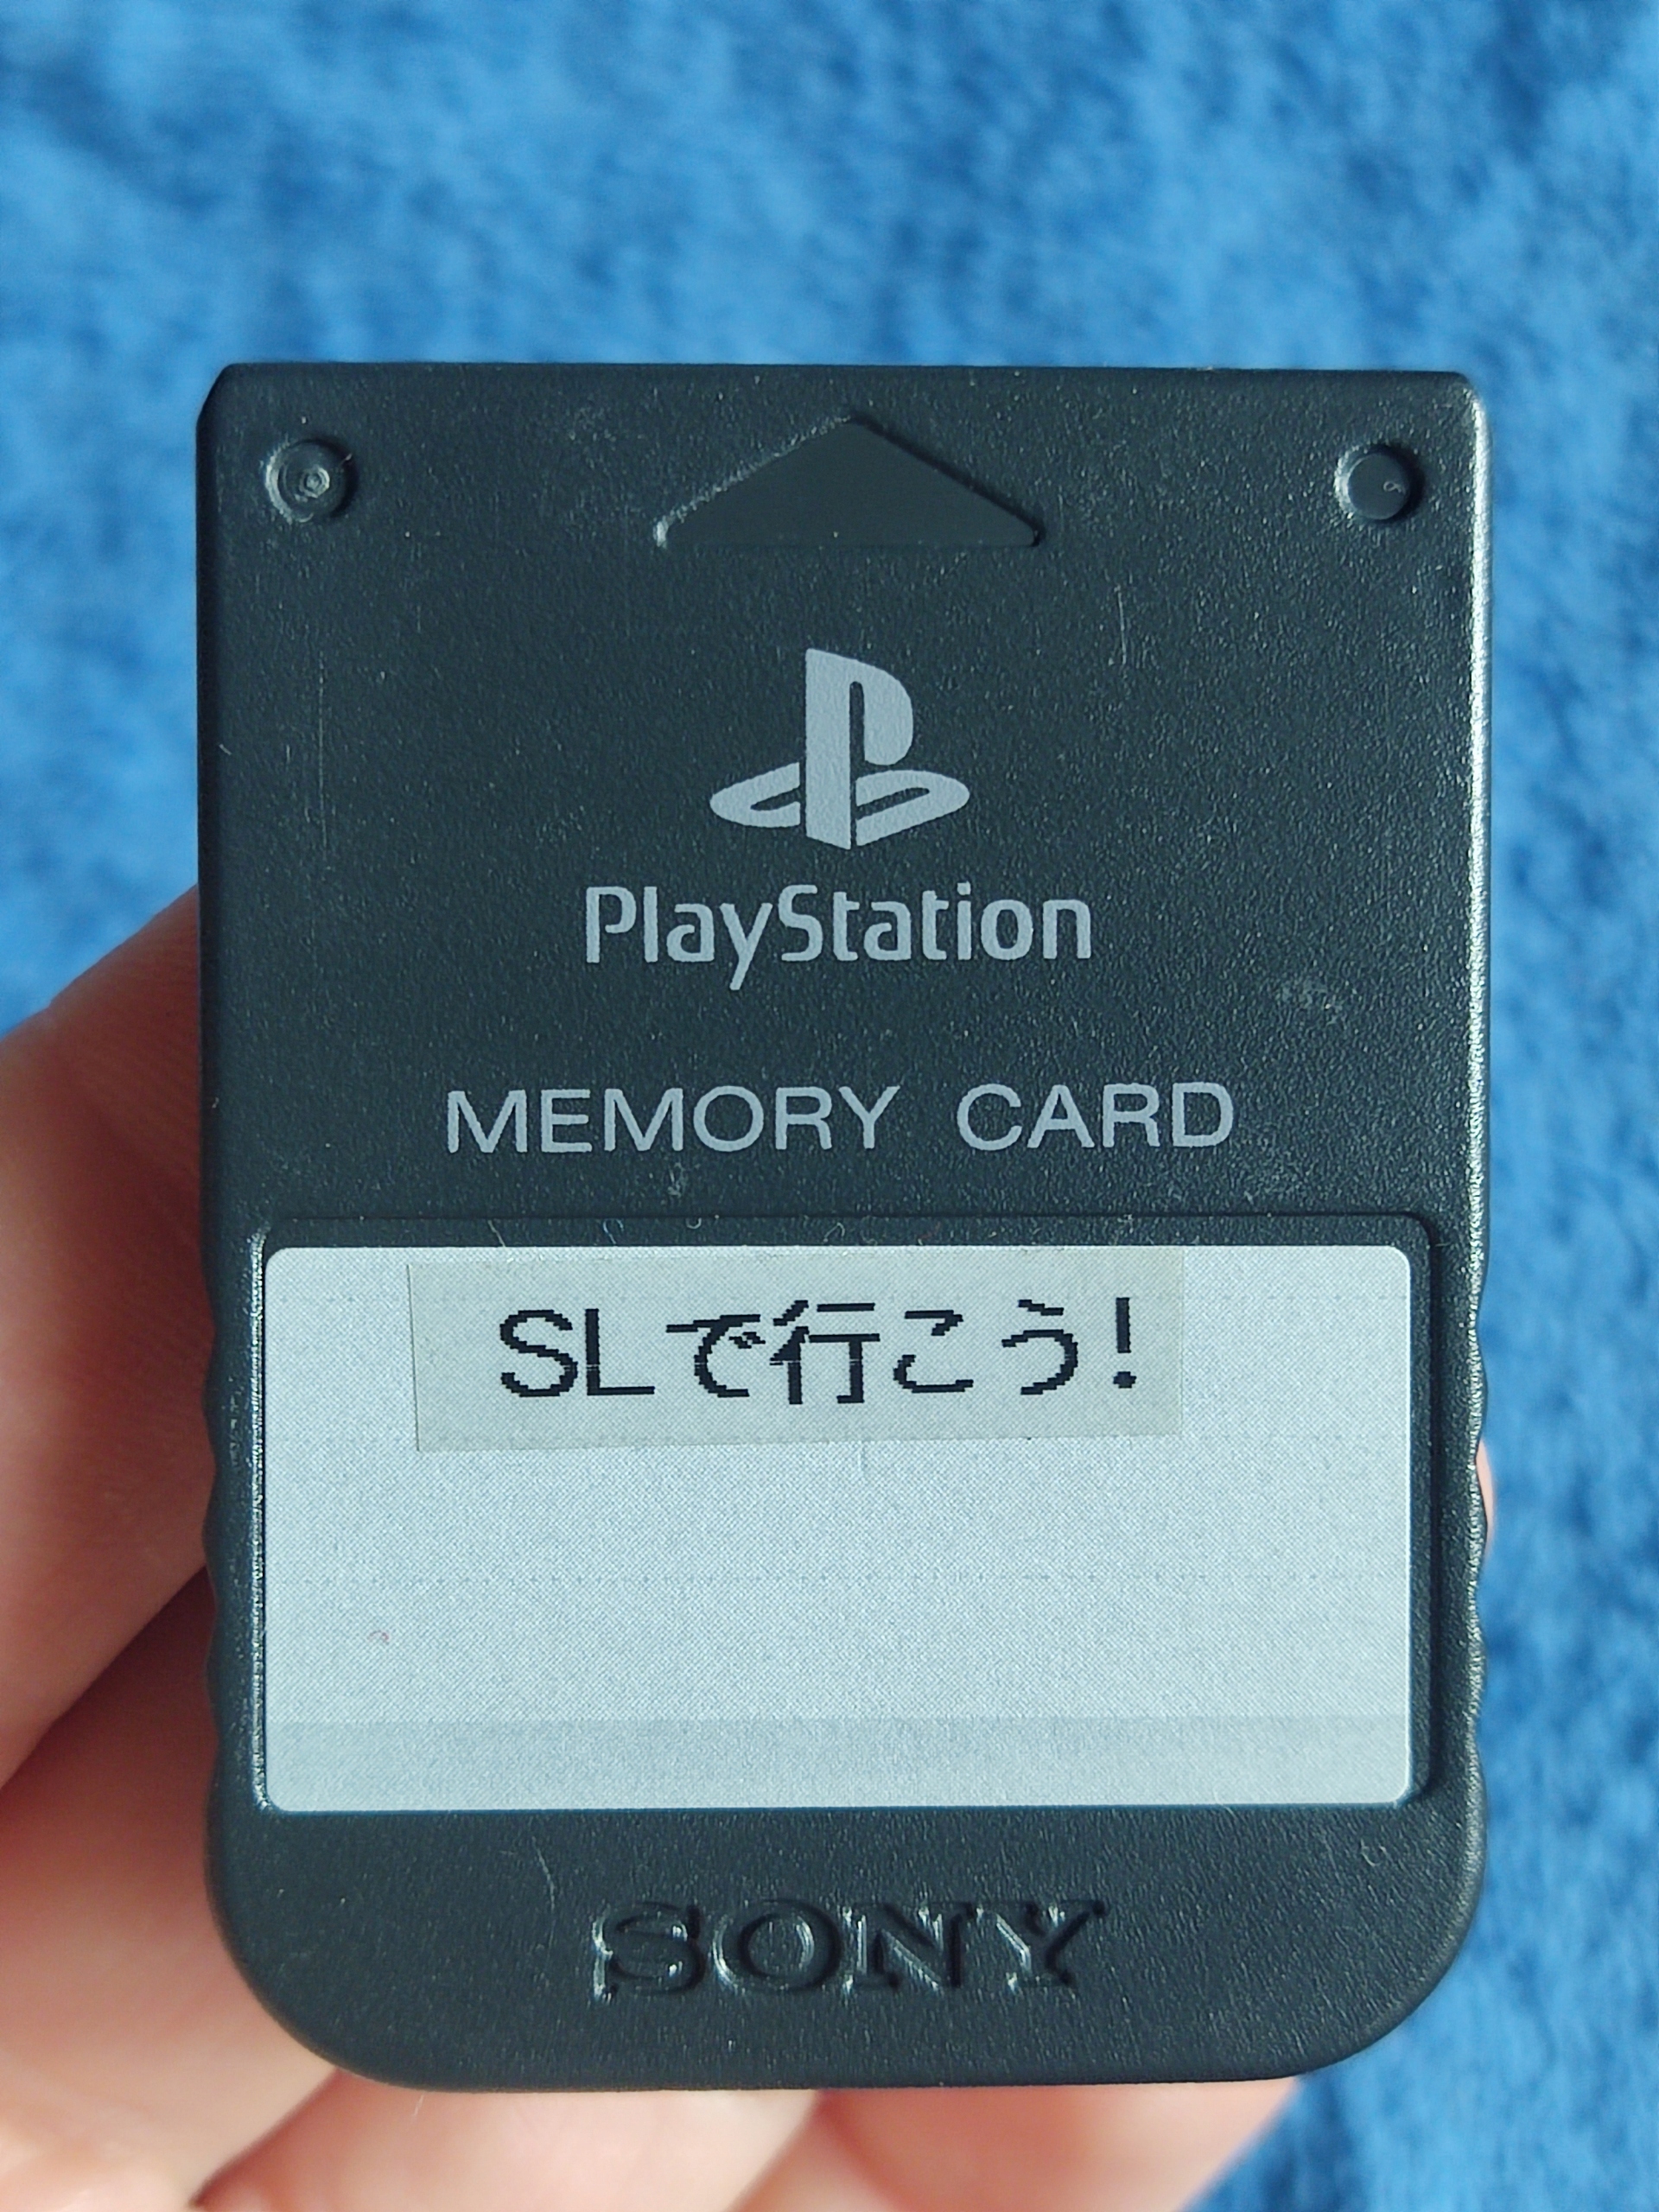 PlayStation
MEMORY CARD
SLで行こう!
SONY